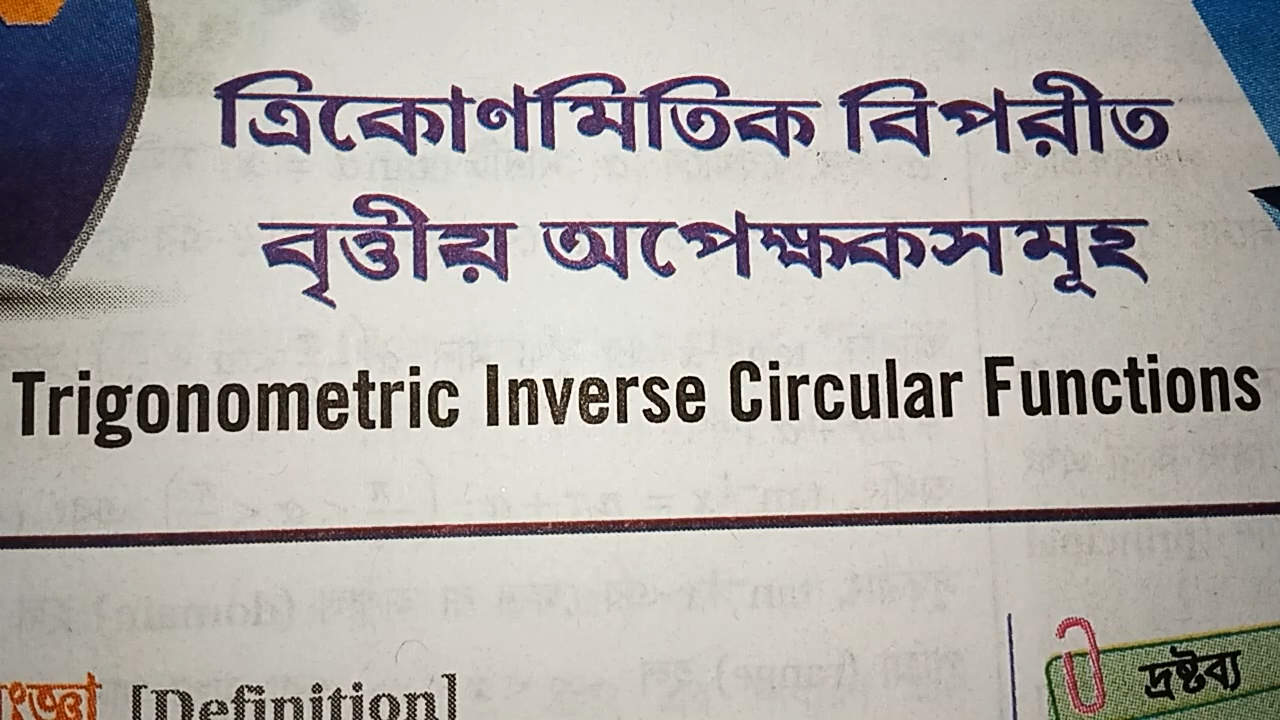 ত্রিকোণমিতিক বিপরীত
বৃত্তীয় অপেক্ষকসমূহ
Trigonometric Inverse Circular Functions
[Definition]
দ্রষ্টব্য